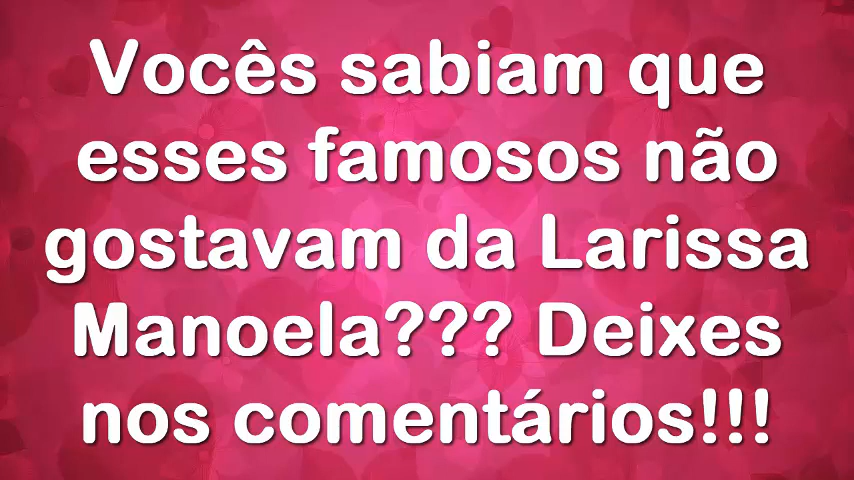 Vocês sabiam que
esses famosos não
gostavam da Larissa
Manoela??? Deixes
nos comentários!!!